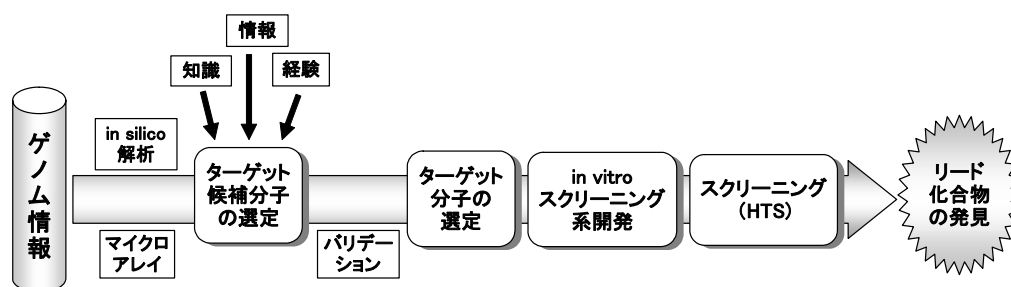 情報
知識
経験
ゲノム情報
in silico
解析
マイクロ
アレイ
ターゲット
候補分子
の選定
バリデー
ション
ターゲット
分子の
選定
in vitro
スクリーニング
系開発
スクリーニング
(HTS)
リード
化合物
の発見